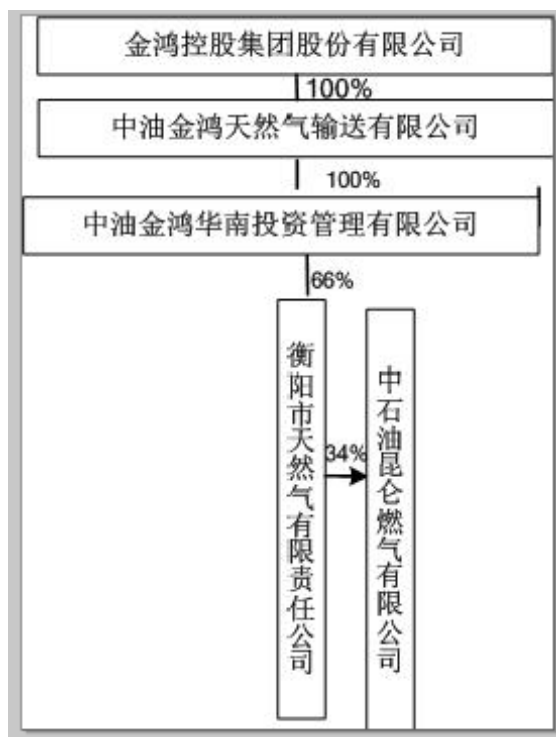 金鸿控股集团股份有限公司
100%
中油金鸿天然气输送有限公司
100%
中油金鸿华南投资管理有限公司
66%
衡阳市天然气有限责任公司
34%
中石油昆仑燃气有限公司